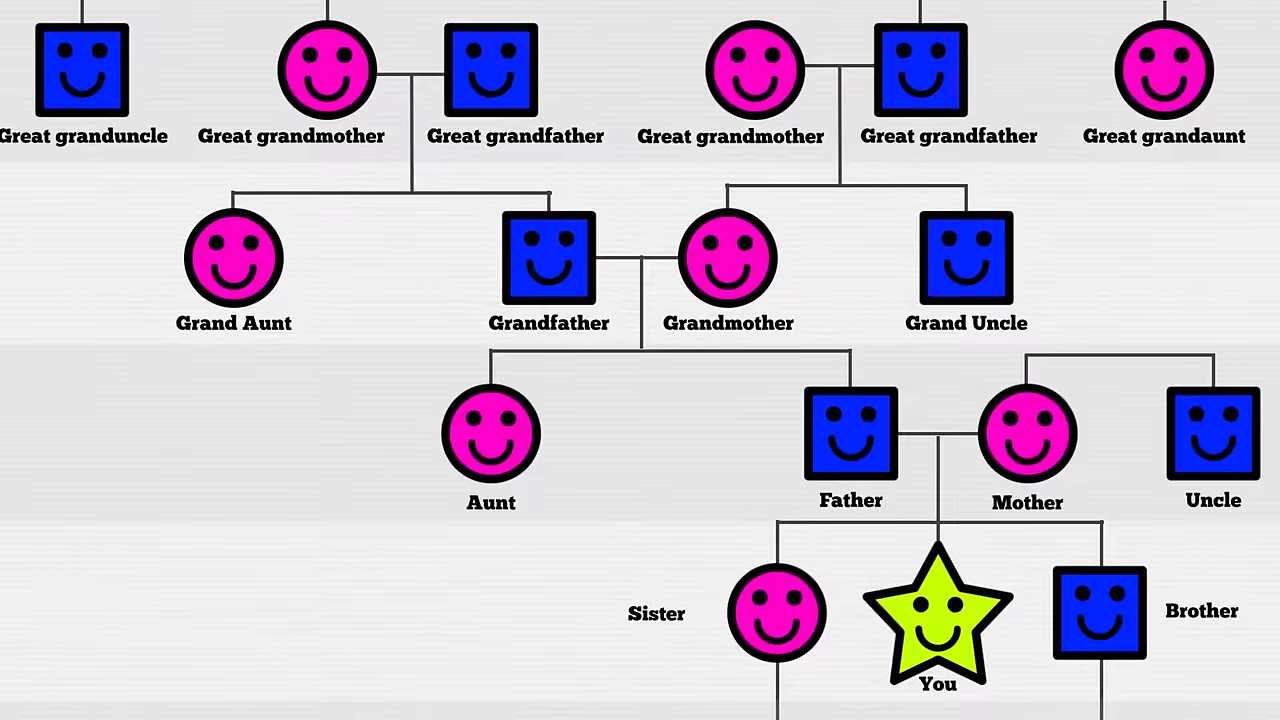 Great granduncle
Great grandmother
Great grandfather
Great grandmother
Great grandfather
Great grandaunt
Grand Aunt
Grandfather
Grandmother
Grand Uncle
Aunt
Father
Mother
Uncle
Sister
You
Brother